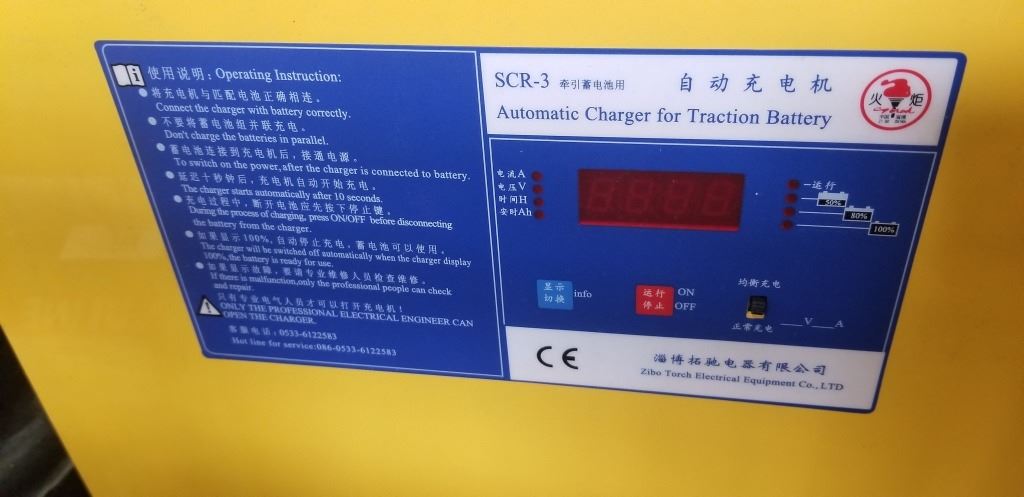 使用说明：Operating Instruction:
将充电机与匹配电池正确相连。
Connect the charger with battery correctly.
不要将蓄电池组并联充电。
Don't charge the batteries in parallel.
蓄电池连接到充电机后，接通电源。
To switch on the power, after the charger is connected to battery.
延迟十秒钟后，充电机自动开始充电。
The charger starts automatically after 10 seconds.
充电过程中，断开电池应先按下停止键。
During the process of charging, press ON/OFF before disconnecting
the battery from the charger.
如果显示100%，自动停止充电，蓄电池可以使用。
The charger will be switched off automatically when the charger display
100%,the battery is ready for use.
如果显示故障，要请专业维修人员检查维修。
If there is malfunction,only the professional people can check
and repair.
只有专业电气人员才可以打开充电机！
ONLY THE PROFESSIONAL ELECTRICAL ENGINEER CAN
OPEN THE CHARGER.
客服电话：0533-6122583
Hot line for service:086-0533-6122583
SCR-3 牵引蓄电池用 自动充电机
Automatic Charger for Traction Battery
火炬
电流A
电压V
时间H
安时Ah
运行
50%
80%
100%
显示
切换
info
运行
停止
ON
OFF
均衡充电
正常充电
___V___A
CE
淄博拓驰电器有限公司
Zibo Torch Electrical Equipment Co., LTD